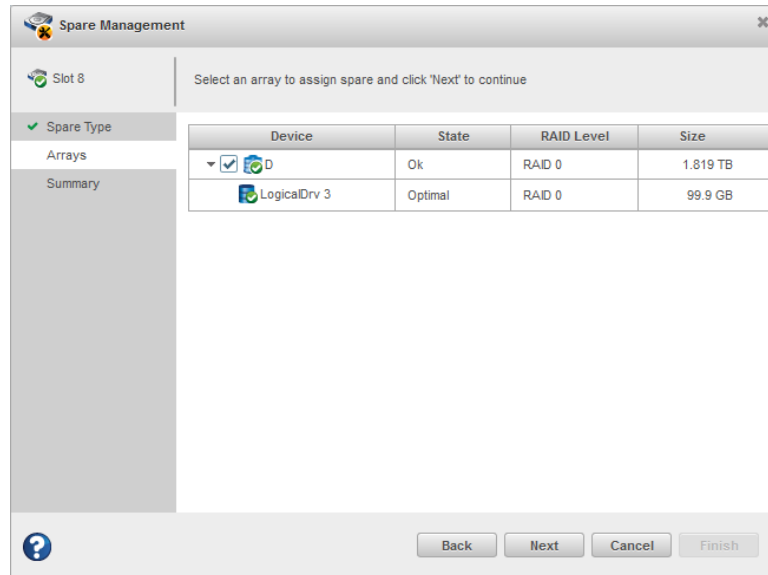 Spare Management
Slot 8
Select an array to assign spare and click 'Next' to continue
Spare Type
Arrays
Summary
Device State RAID Level Size
D Ok RAID 0 1.819 TB
LogicalDrv 3 Optimal RAID 0 99.9 GB
Back Next Cancel Finish